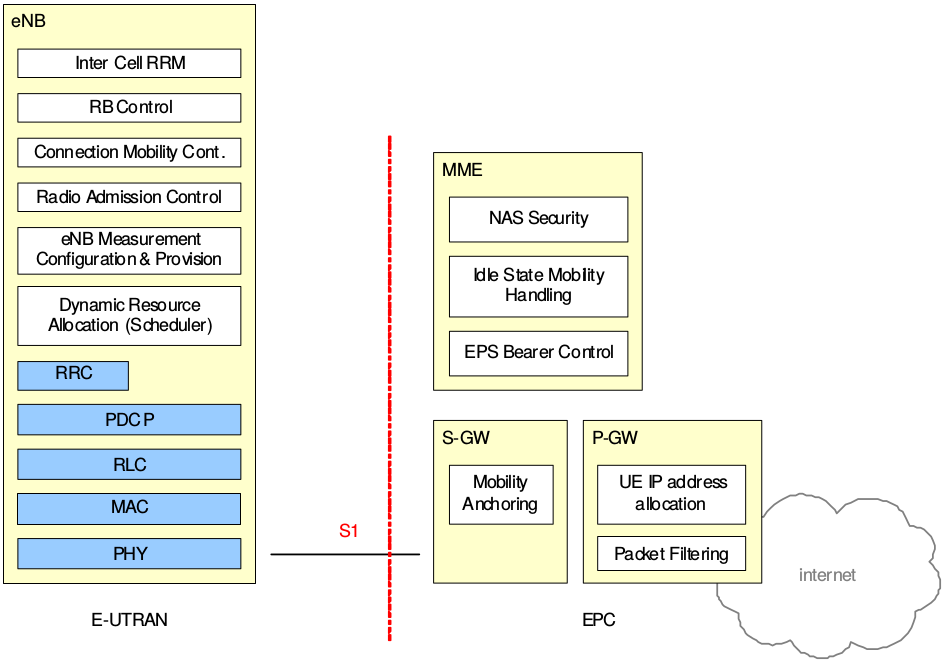 eNB
Inter Cell RRM
RB Control
Connection Mobility Cont.
Radio Admission Control
eNB Measurement
Configuration & Provision
Dynamic Resource
Allocation (Scheduler)
RRC
PDCP
RLC
MAC
PHY
S1
MME
NAS Security
Idle State Mobility
Handling
EPS Bearer Control
S-GW
Mobility
Anchoring
P-GW
UE IP address
allocation
Packet Filtering
internet
E-UTRAN
EPC